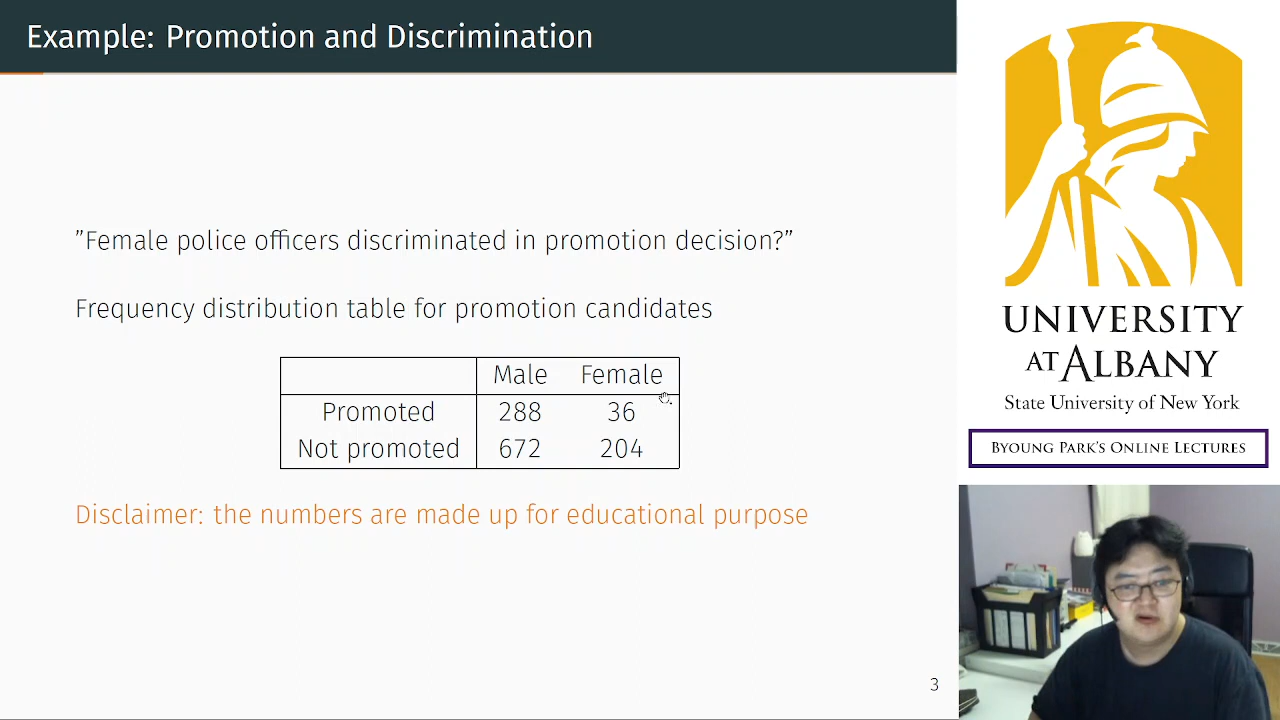 Example: Promotion and Discrimination
”Female police officers discriminated in promotion decision?”
Frequency distribution table for promotion candidates
Male Female
Promoted 288 36
Not promoted 672 204
Disclaimer: the numbers are made up for educational purpose
3
UNIVERSITY
AT ALBANY
State University of New York
Byoung Park's Online Lectures